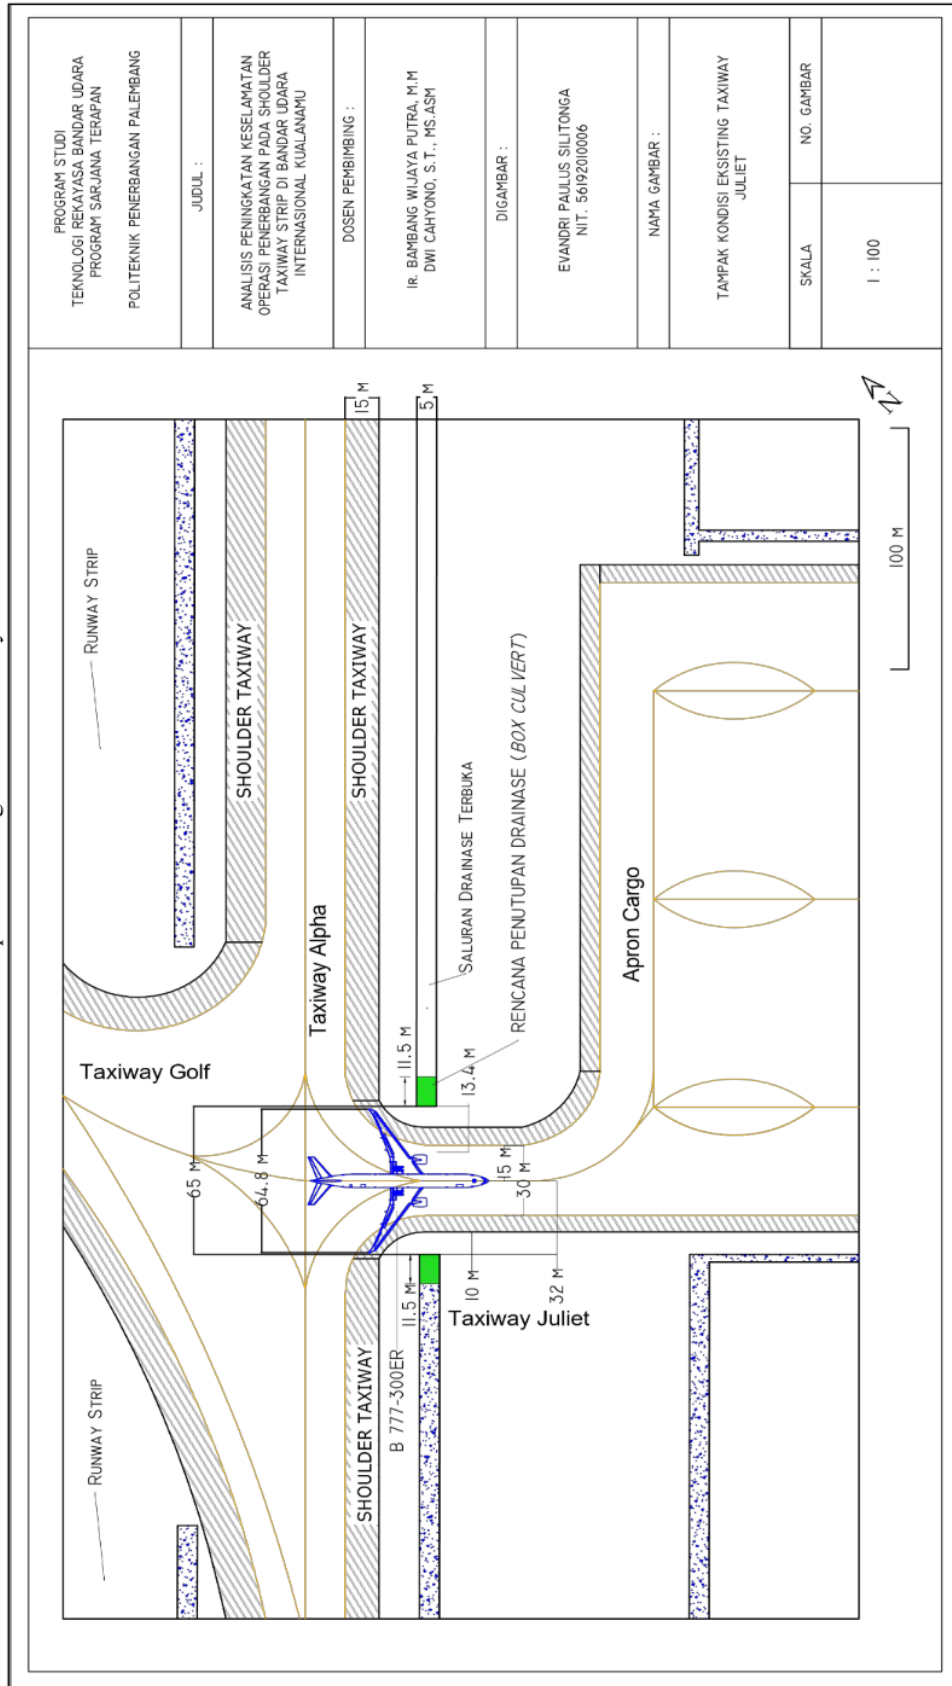 PROGRAM STUDI
TEKNOLOGI REKAYASA BANDAR UDARA
PROGRAM SARJANA TERAPAN
POLITEKNIK PENERBANGAN PALEMBANG
JUDUL :
ANALISIS PENINGKATAN KESELAMATAN
OPERASI PENERBANGAN PADA SHOULDER
TAXIWAY STRIP DI BANDAR UDARA
INTERNASIONAL KUALANAMU
DOSEN PEMBIMBING :
IR. BAMBANG WIJAYA PUTRA, M.M
DWI CAHYONO, S.T., MS.ASM
DIGAMBAR :
EVANDRI PAULUS SILITONGA
NIT. 56192010006
NAMA GAMBAR :
TAMPAK KONDISI EKSISTING TAXIWAY
JULIET
SKALA
NO. GAMBAR
1 : 100
RUNWAY STRIP
RUNWAY STRIP
SHOULDER TAXIWAY
SHOULDER TAXIWAY
SHOULDER TAXIWAY
Taxiway Golf
Taxiway Alpha
15 M
5 M
65 M
64.8 M
11.5 M
13.4 M
SALURAN DRAINASE TERBUKA
RENCANA PENUTUPAN DRAINASE (BOX CULVERT)
15 M
30 M
11.5 M
10 M
32 M
B 777-300ER
Taxiway Juliet
Apron Cargo
100 M
N